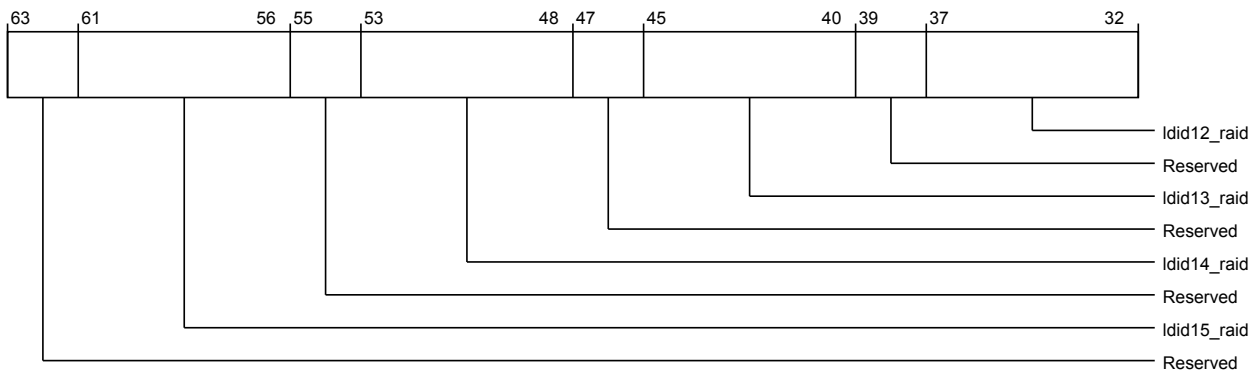 63 61 56 55 53 48 47 45 40 39 37 32
ldid12_raid
Reserved
ldid13_raid
Reserved
ldid14_raid
Reserved
ldid15_raid
Reserved